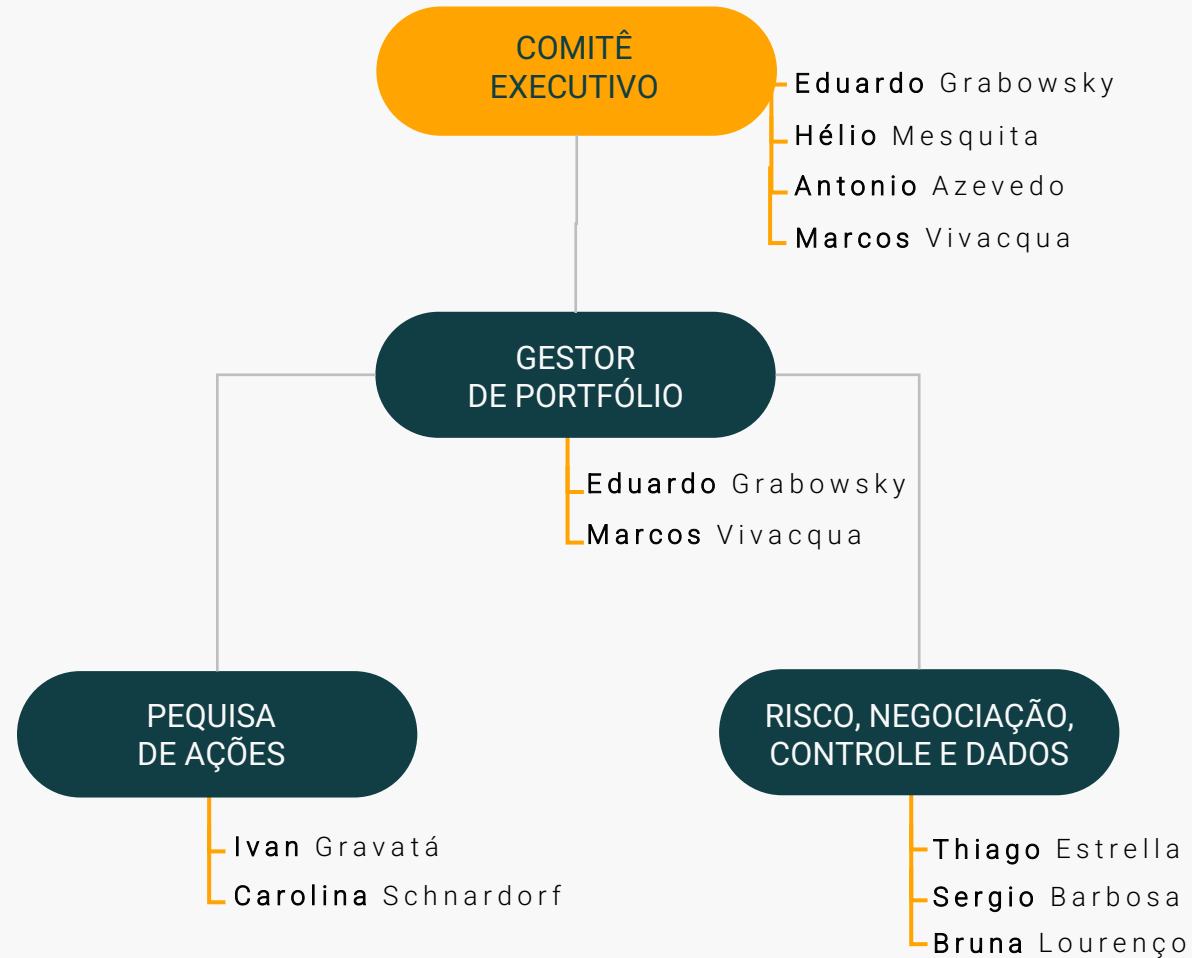 COMITÊ
EXECUTIVO
Eduardo Grabowsky
Hélio Mesquita
Antonio Azevedo
Marcos Vivacqua
GESTOR
DE PORTFÓLIO
Eduardo Grabowsky
Marcos Vivacqua
PEQUISA
DE AÇÕES
Ivan Gravatá
Carolina Schnardorf
RISCO, NEGOCIAÇÃO,
CONTROLE E DADOS
Thiago Estrella
Sergio Barbosa
Bruna Lourenço